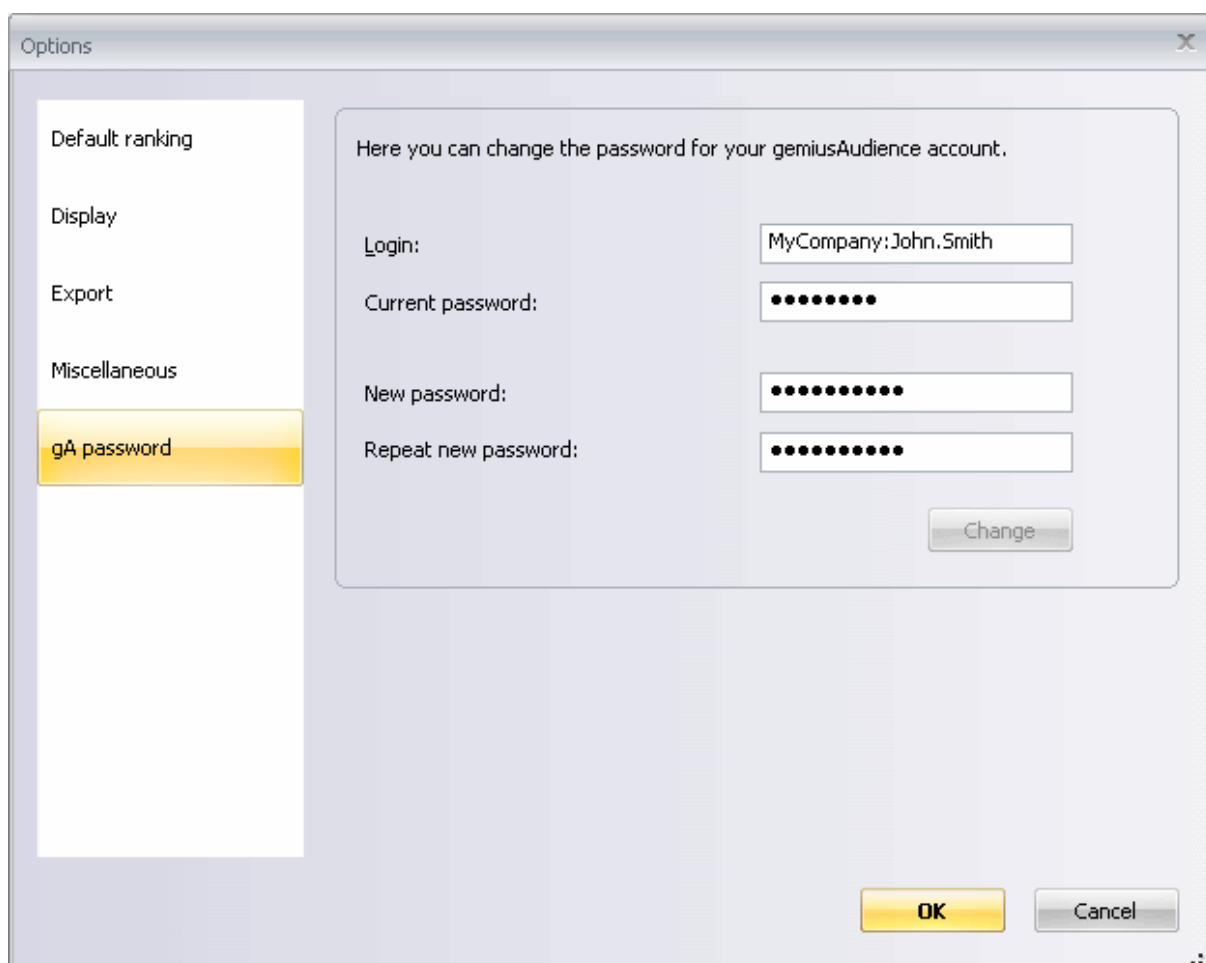 Options
Default ranking
Display
Export
Miscellaneous
gA password
Here you can change the password for your gemiusAudience account.
Login:
MyCompany:John.Smith
Current password:
●●●●●●●●
New password:
●●●●●●●●●●
Repeat new password:
●●●●●●●●●●
Change
OK
Cancel